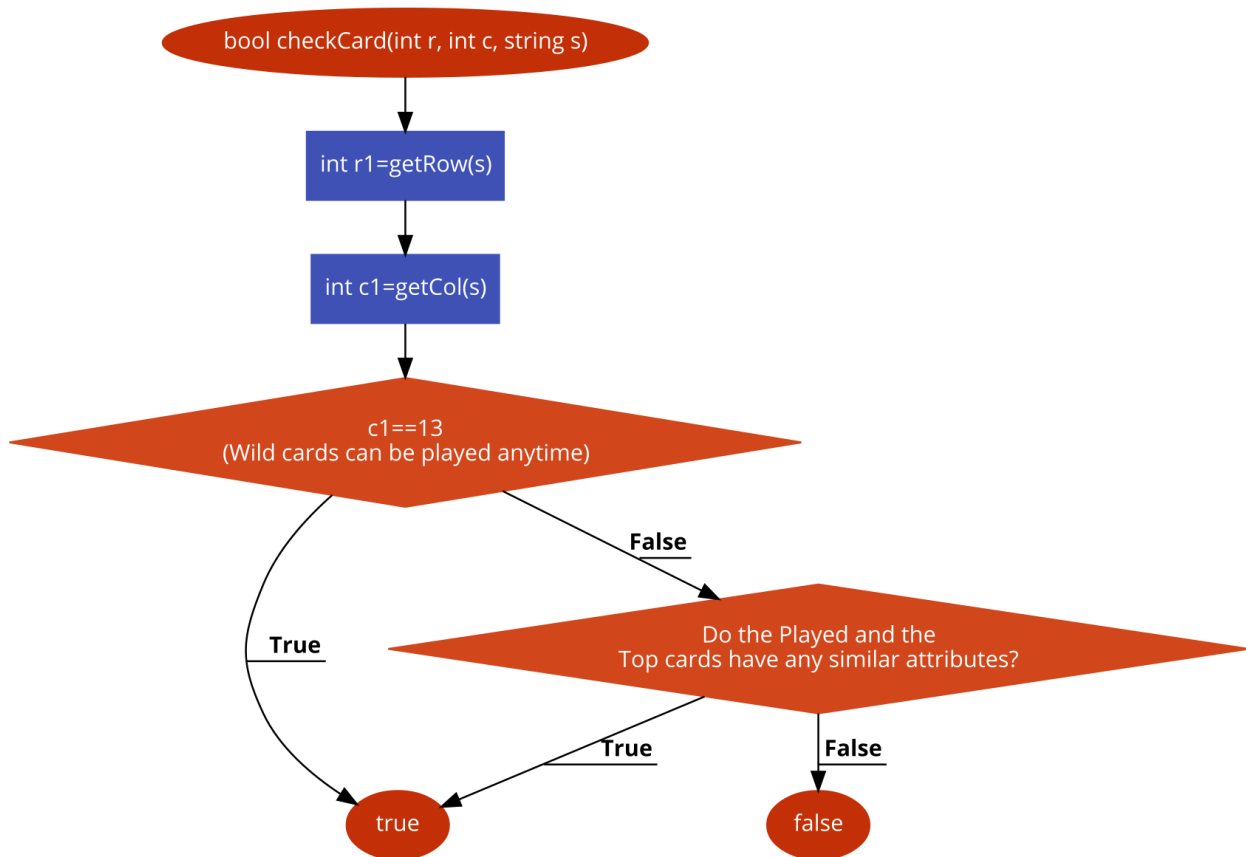 bool checkCard(int r, int c, string s)
int r1=getRow(s)
int c1=getCol(s)
c1==13
(Wild cards can be played anytime)
False
True
Do the Played and the
Top cards have any similar attributes?
True
False
true
false